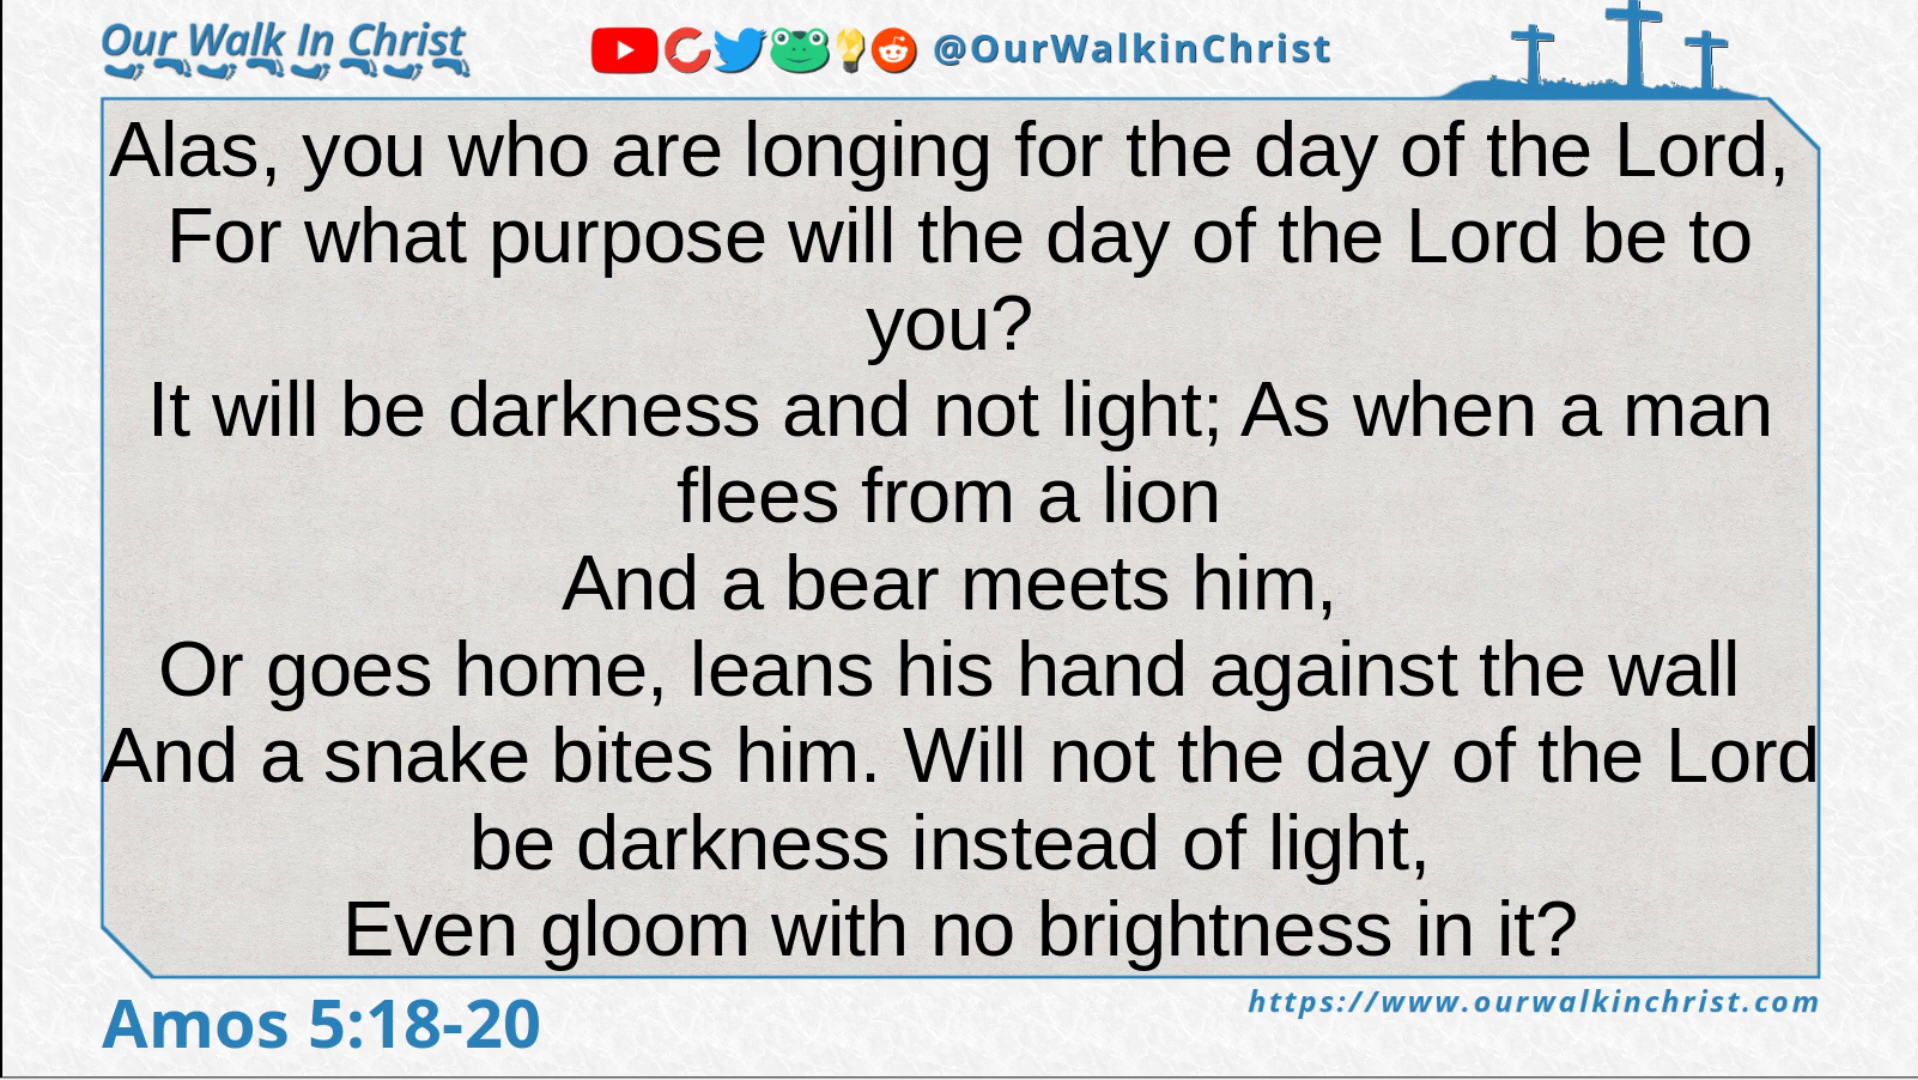 Our Walk In Christ
@OurWalkinChrist
Alas, you who are longing for the day of the Lord,
For what purpose will the day of the Lord be to
you?
It will be darkness and not light; As when a man
flees from a lion
And a bear meets him,
Or goes home, leans his hand against the wall
And a snake bites him. Will not the day of the Lord
be darkness instead of light,
Even gloom with no brightness in it?
Amos 5:18-20
https://www.ourwalkinchrist.com